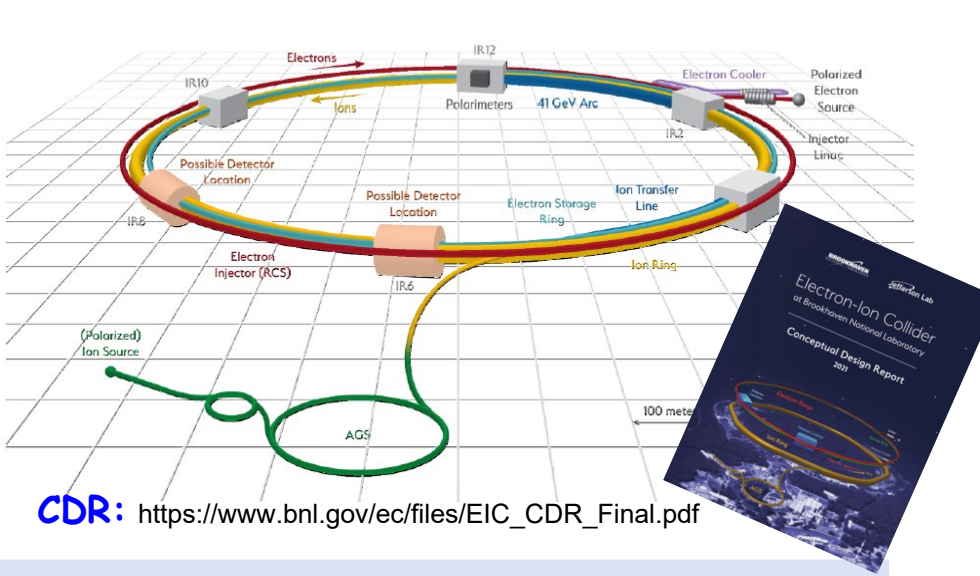 IR12
Electrons
Electron Cooler
Polarized
Electron
Source
IR10
Ions
Polarimeters
41 GeV Arc
IR2
Injector
Linac
Possible Detector
Location
Possible Detector
Location
Electron Storage
Ring
Ion Transfer
Line
IR8
Electron
Injector (RCS)
Ion Ring
IR6
(Polarized)
Ion Source
100 mete
AGS
BROOKHAVEN
Jefferson Lab
Electron-Ion Collider
at Brookhaven National Laboratory
Conceptual Design Report
2021
Electron Rings
Ion Ring
AGS
CDR: https://www.bnl.gov/ec/files/EIC_CDR_Final.pdf